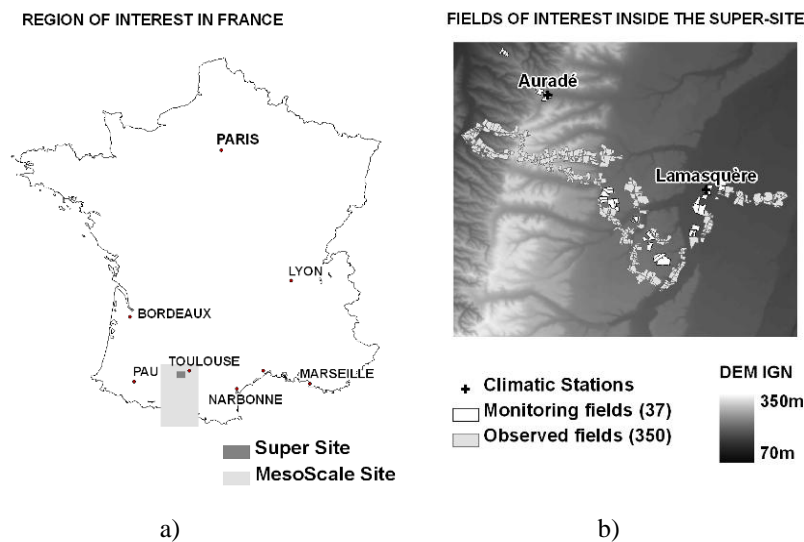 REGION OF INTEREST IN FRANCE
PARIS
LYON
BORDEAUX
PAU
TOULOUSE
MARSEILLE
NARBONNE
Super Site
MesoScale Site
a)
FIELDS OF INTEREST INSIDE THE SUPER-SITE
Auradé
Lamasquère
Climatic Stations
Monitoring fields (37)
Observed fields (350)
DEM IGN
350m
70m
b)